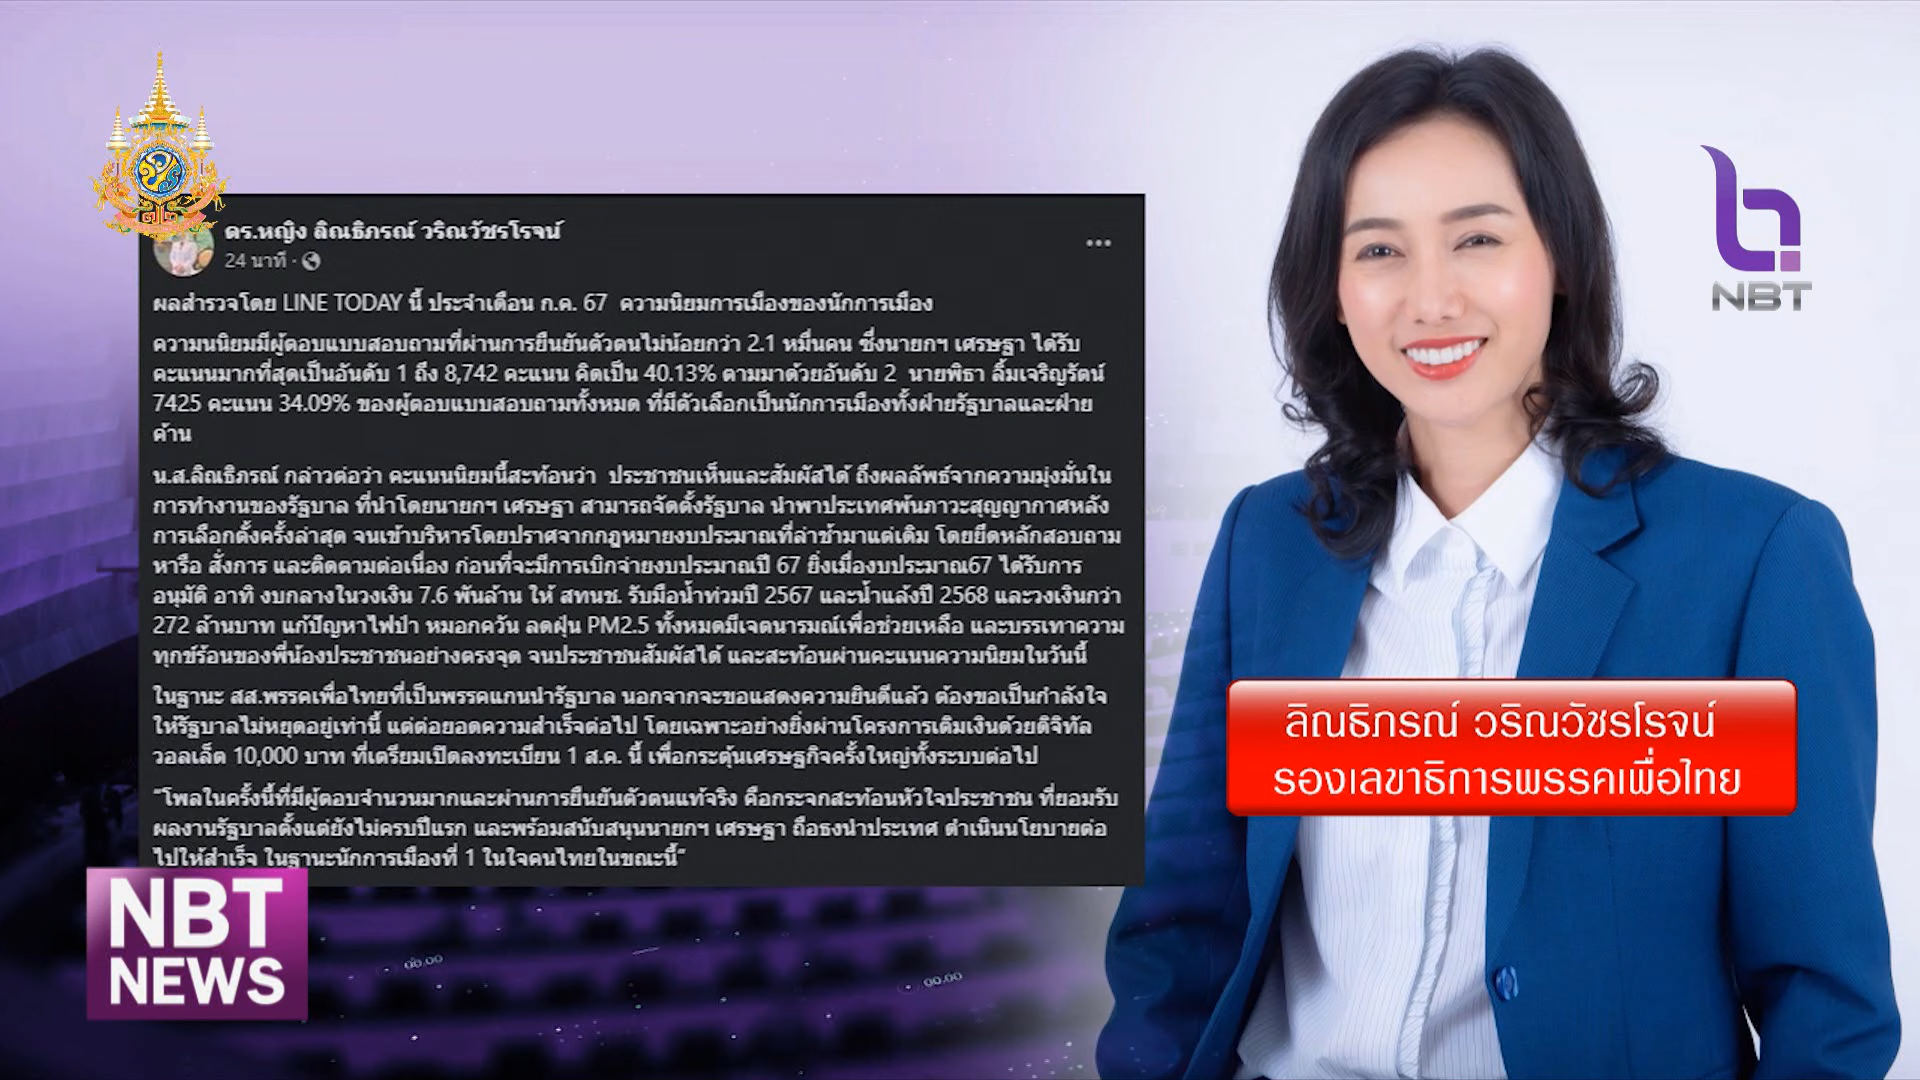 ๗๒
ดร.หญิง ลิณธิภรณ์ วริณวัชรโรจน์
24 นาที ·
ผลสำรวจโดย LINE TODAY นี้ ประจำเดือน ก.ค. 67 ความนิยมการเมืองของนักการเมือง
ความนนิยมมีผู้ตอบแบบสอบถามที่ผ่านการยืนยันตัวตนไม่น้อยกว่า 2.1 หมื่นคน ซึ่งนายกฯ เศรษฐา ได้รับ
คะแนนมากที่สุดเป็นอันดับ 1 ถึง 8,742 คะแนน คิดเป็น 40.13% ตามมาด้วยอันดับ 2 นายพิธา ลิ้มเจริญรัตน์
7425 คะแนน 34.09% ของผู้ตอบแบบสอบถามทั้งหมด ที่มีตัวเลือกเป็นนักการเมืองทั้งฝ่ายรัฐบาลและฝ่าย
ค้าน
น.ส.ลิณธิภรณ์ กล่าวต่อว่า คะแนนนิยมนี้สะท้อนว่า ประชาชนเห็นและสัมผัสได้ ถึงผลลัพธ์จากความมุ่งมั่นใน
การทำงานของรัฐบาล ที่นำโดยนายกฯ เศรษฐา สามารถจัดตั้งรัฐบาล นำพาประเทศพ้นภาวะสุญญากาศหลัง
การเลือกตั้งครั้งล่าสุด จนเข้าบริหารโดยปราศจากกฎหมายงบประมาณที่ล่าช้ามาแต่เดิม โดยยึดหลักสอบถาม
หารือ สั่งการ และติดตามต่อเนื่อง ก่อนที่จะมีการเบิกจ่ายงบประมาณปี 67 ยิ่งเมื่องบประมาณ67 ได้รับการ
อนุมัติ อาทิ งบกลางในวงเงิน 7.6 พันล้าน ให้ สทนช. รับมือน้ำท่วมปี 2567 และน้ำแล้งปี 2568 และวงเงินกว่า
272 ล้านบาท แก้ปัญหาไฟป่า หมอกควัน ลดฝุ่น PM2.5 ทั้งหมดมีเจตนารมณ์เพื่อช่วยเหลือ และบรรเทาความ
ทุกข์ร้อนของพี่น้องประชาชนอย่างตรงจุด จนประชาชนสัมผัสได้ และสะท้อนผ่านคะแนนความนิยมในวันนี้
ในฐานะ สส.พรรคเพื่อไทยที่เป็นพรรคแกนนำรัฐบาล นอกจากจะขอแสดงความยินดีแล้ว ต้องขอเป็นกำลังใจ
ให้รัฐบาลไม่หยุดอยู่เท่านี้ แต่ต่อยอดความสำเร็จต่อไป โดยเฉพาะอย่างยิ่งผ่านโครงการเติมเงินด้วยดิจิทัล
วอลเล็ต 10,000 บาท ที่เตรียมเปิดลงทะเบียน 1 ส.ค. นี้ เพื่อกระตุ้นเศรษฐกิจครั้งใหญ่ทั้งระบบต่อไป
“โพลในครั้งนี้ที่มีผู้ตอบจำนวนมากและผ่านการยืนยันตัวตนแท้จริง คือกระจกสะท้อนหัวใจประชาชน ที่ยอมรับ
ผลงานรัฐบาลตั้งแต่ยังไม่ครบปีแรก และพร้อมสนับสนุนนายกฯ เศรษฐา ถือธงนำประเทศ ดำเนินนโยบายต่อ
ไปให้สำเร็จ ในฐานะนักการเมืองที่ 1 ในใจคนไทยในขณะนี้”
NBT
ลิณธิภรณ์ วริณวัชรโรจน์
รองเลขาธิการพรรคเพื่อไทย
NBT
NEWS
00.00
00.00